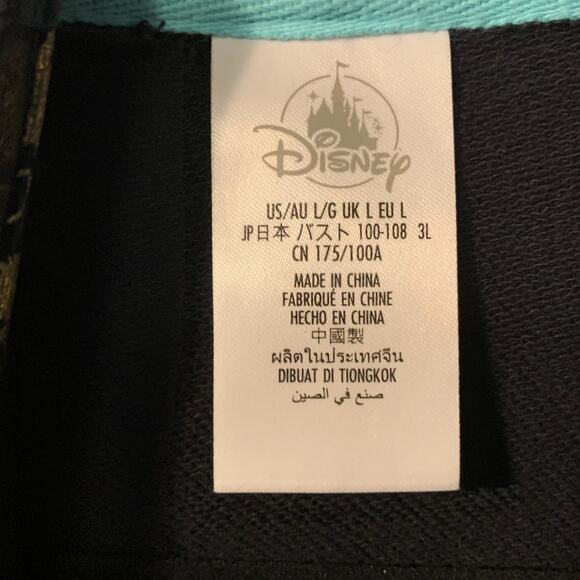 Disney
US/AU L/G UK L EU L
JP日本 バスト 100-108 3L
CN 175/100A
MADE IN CHINA
FABRIQUÉ EN CHINE
HECHO EN CHINA
中國製
ผลิตในประเทศจีน
DIBUAT DI TIONGKOK
صنع في الصين